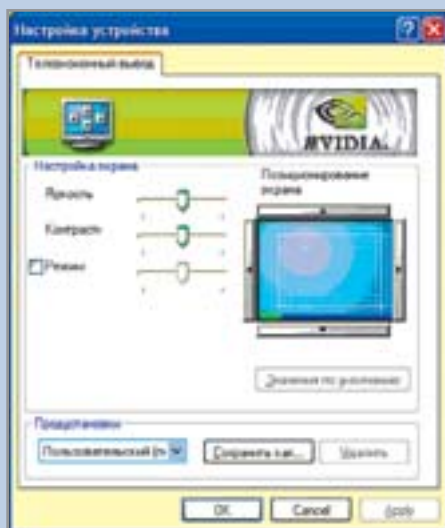 Настройка устройства
Телевизионный вывод
NVIDIA.
Настройка экрана
Позиционирование
экрана
Яркость
Контраст
Режим
Значения по умолчанию
Предустановки
Пользовательский (п
Сохранить как...
Удалить
OK
Cancel
Apply